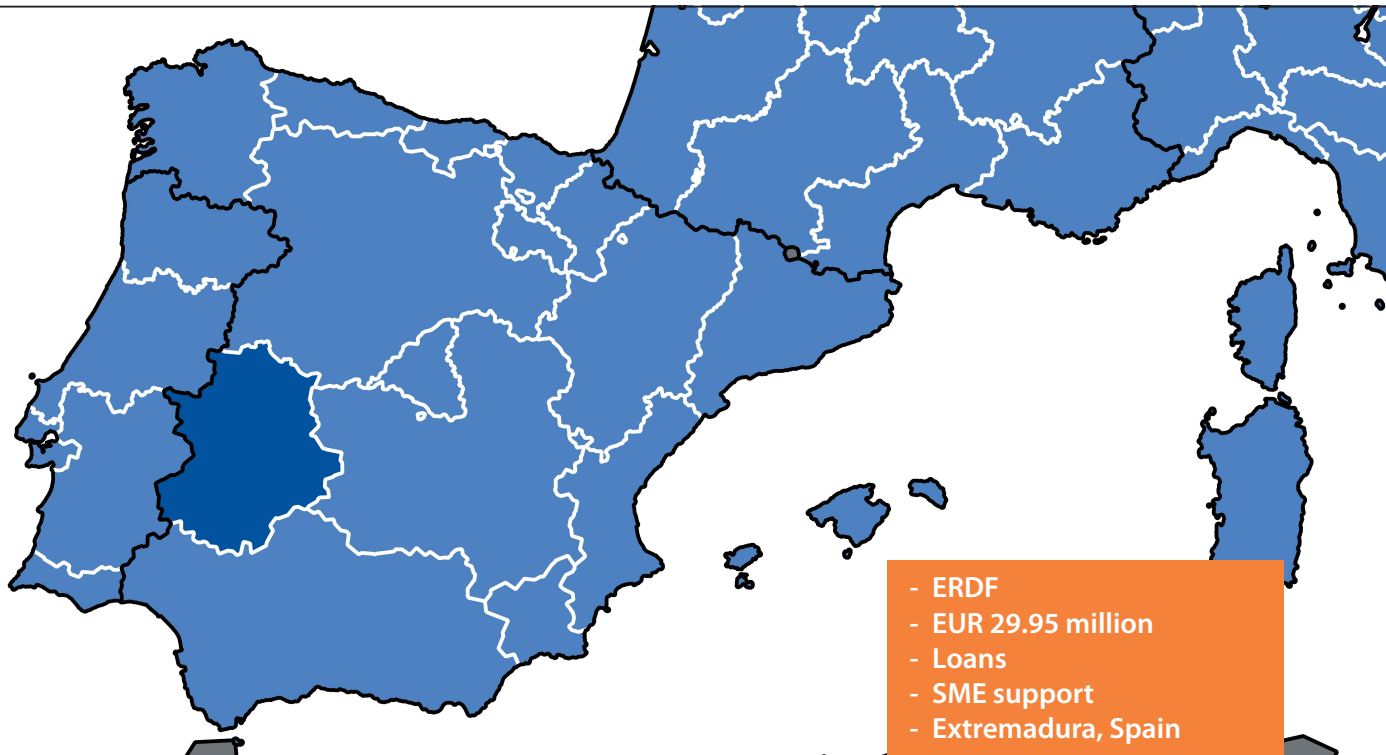 - ERDF
- EUR 29.95 million
- Loans
- SME support
- Extremadura, Spain